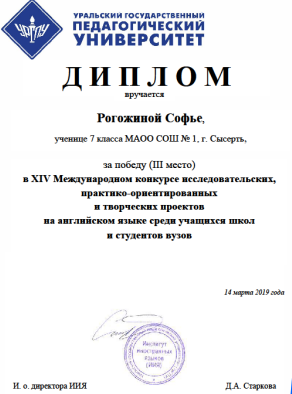 УРАЛЬСКИЙ ГОСУДАРСТВЕННЫЙ
ПЕДАГОГИЧЕСКИЙ
УНИВЕРСИТЕТ
УрГПУ
ДИПЛОМ
вручается
Рогожиной Софье,
ученице 7 класса МАОО СОШ № 1, г. Сысерть,
за победу (III место)
в XIV Международном конкурсе исследовательских,
практико-ориентированных
и творческих проектов
на английском языке среди учащихся школ
и студентов вузов
14 марта 2019 года
Институт
иностранных
языков
(ИИЯ)
И. о. директора ИИЯ
Д.А. Старкова